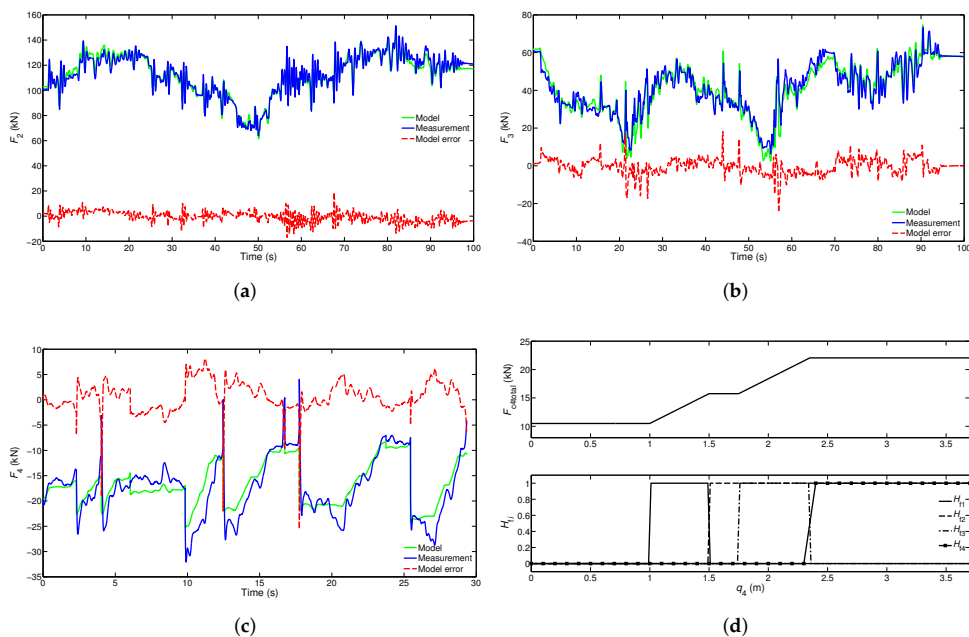 160
140
120
100
80
60
40
20
0
−20
0 10 20 30 40 50 60 70 80 90 100
F2 (kN)
Time (s)
Model
Measurement
Model error
(a)
80
60
40
20
0
−20
−40
0 10 20 30 40 50 60 70 80 90 100
F3 (kN)
Time (s)
Model
Measurement
Model error
(b)
10
5
0
−5
−10
−15
−20
−25
−30
−35
0 5 10 15 20 25 30
F4 (kN)
Time (s)
Model
Measurement
Model error
(c)
25
20
15
10
0 0.5 1 1.5 2 2.5 3 3.5
Fc4total (kN)
1
0.8
0.6
0.4
0.2
0
0 0.5 1 1.5 2 2.5 3 3.5
Hfi
q4 (m)
Hf1
Hf2
Hf3
Hf4
(d)